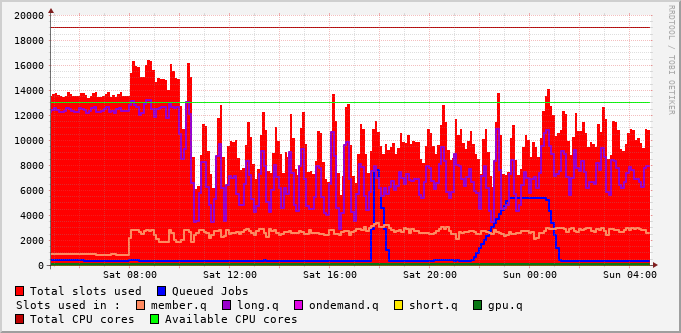 20000
18000
16000
14000
12000
10000
8000
6000
4000
2000
0
Sat 08:00 Sat 12:00 Sat 16:00 Sat 20:00 Sun 00:00 Sun 04:00
RRDTOOL / TOBI OETIKER
Total slots used Queued Jobs
Slots used in : member.q long.q ondemand.q short.q gpu.q
Total CPU cores Available CPU cores